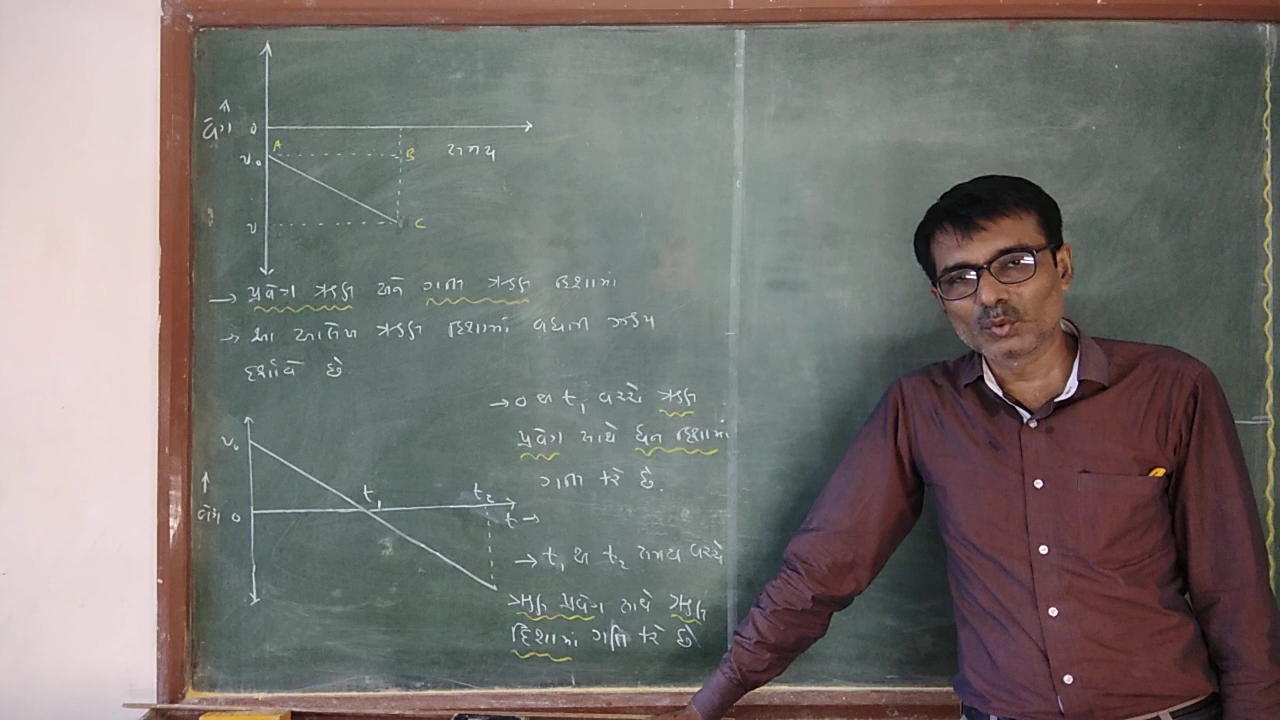 વેગ ↑
0
v₀ A B સમય
v C
→ પ્રવેગ ઋણ અને ગતિ ઋણ દિશામાં
→ આ આલેખ ઋણ દિશામાં વધતી ઝડપ
દર્શાવે છે
→ 0 થી t₁ વચ્ચે ઋણ
પ્રવેગ સાથે ધન દિશામાં
ગતિ કરે છે.
v₀
t₁ t₂
વેગ ↑ 0 t →
→ t₁ થી t₂ સમય વચ્ચે
ઋણ પ્રવેગ સાથે ઋણ
દિશામાં ગતિ કરે છે